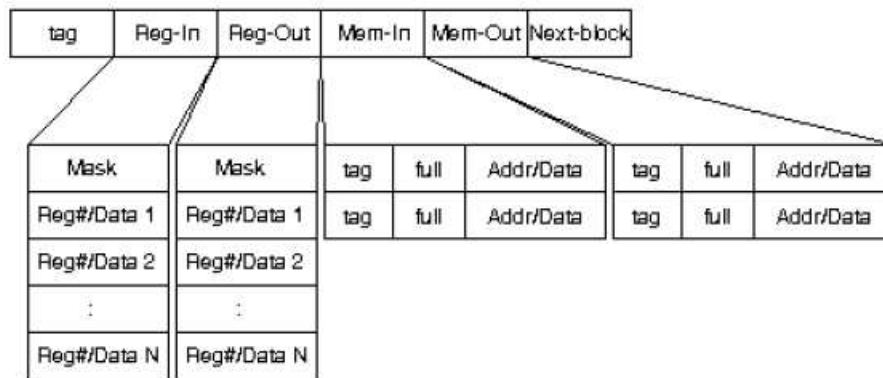 tag Reg-In Reg-Out Mem-In Mem-Out Next-block
Mask Mask tag full Addr/Data tag full Addr/Data
Reg#/Data 1 Reg#/Data 1 tag full Addr/Data tag full Addr/Data
Reg#/Data 2 Reg#/Data 2
: :
Reg#/Data N Reg#/Data N